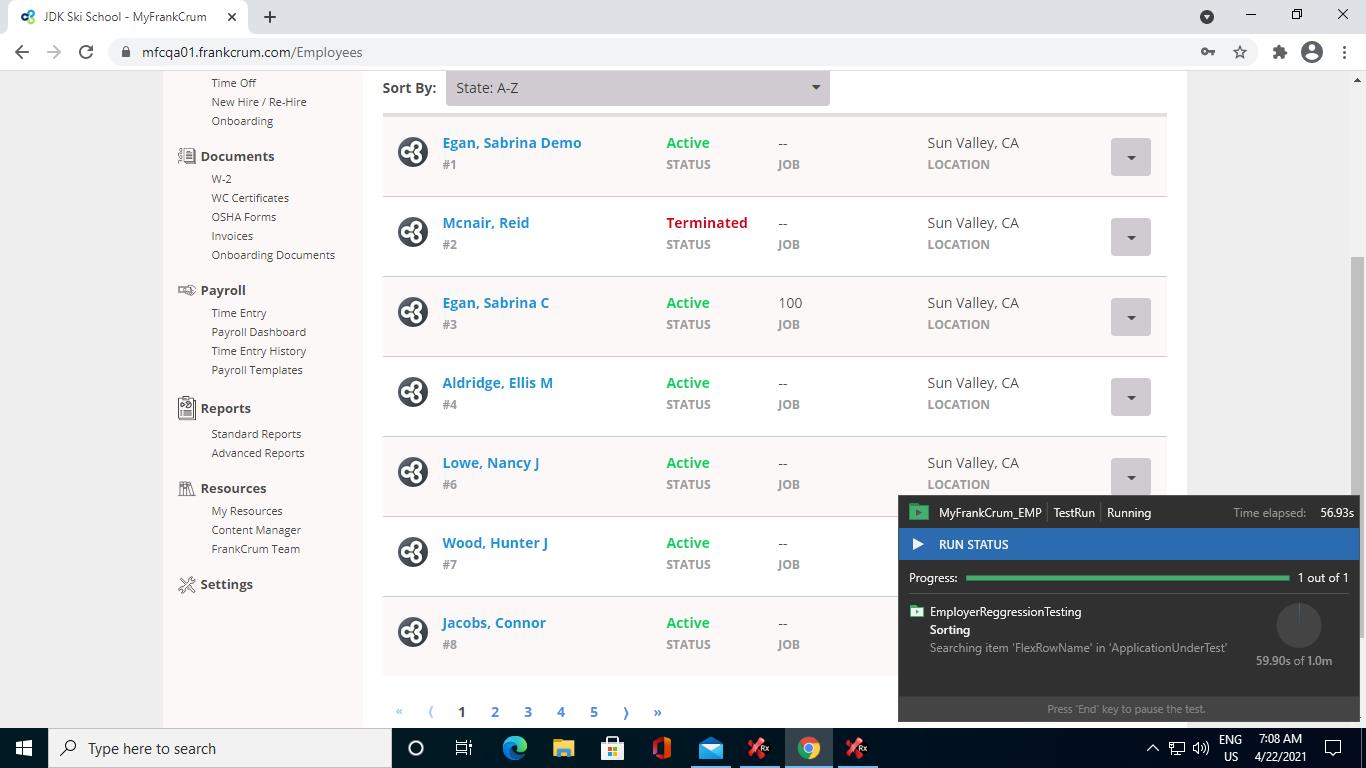 JDK Ski School - MyFrankCrum
mfcqa01.frankcrum.com/Employees
Time Off
New Hire / Re-Hire
Onboarding
Documents
W-2
WC Certificates
OSHA Forms
Invoices
Onboarding Documents
Payroll
Time Entry
Payroll Dashboard
Time Entry History
Payroll Templates
Reports
Standard Reports
Advanced Reports
Resources
My Resources
Content Manager
FrankCrum Team
Settings
Sort By: State: A-Z
Egan, Sabrina Demo Active -- Sun Valley, CA
#1 STATUS JOB LOCATION
Mcnair, Reid Terminated -- Sun Valley, CA
#2 STATUS JOB LOCATION
Egan, Sabrina C Active 100 Sun Valley, CA
#3 STATUS JOB LOCATION
Aldridge, Ellis M Active -- Sun Valley, CA
#4 STATUS JOB LOCATION
Lowe, Nancy J Active -- Sun Valley, CA
#6 STATUS JOB LOCATION
Wood, Hunter J Active --
#7 STATUS JOB
Jacobs, Connor Active --
#8 STATUS JOB
« ⟨ 1 2 3 4 5 ⟩ »
MyFrankCrum_EMP TestRun Running Time elapsed: 56.93s
RUN STATUS
Progress: 1 out of 1
EmployerReggressionTesting
Sorting
Searching item 'FlexRowName' in 'ApplicationUnderTest'
59.90s of 1.0m
Press 'End' key to pause the test.
Type here to search
Rx
Rx
ENG
US
7:08 AM
4/22/2021